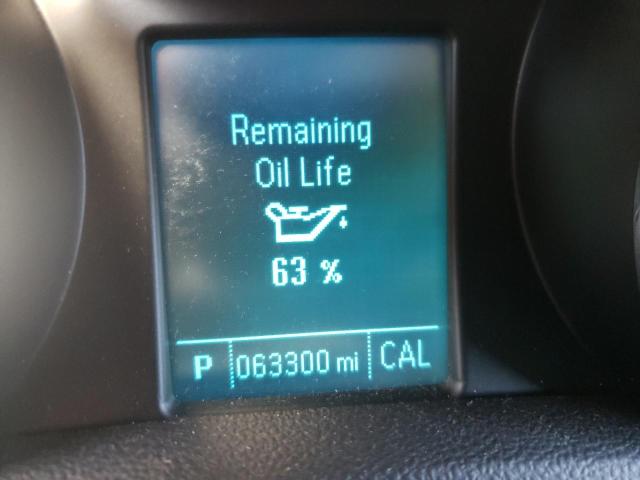 Remaining
Oil Life
63 %
P 063300 mi CAL